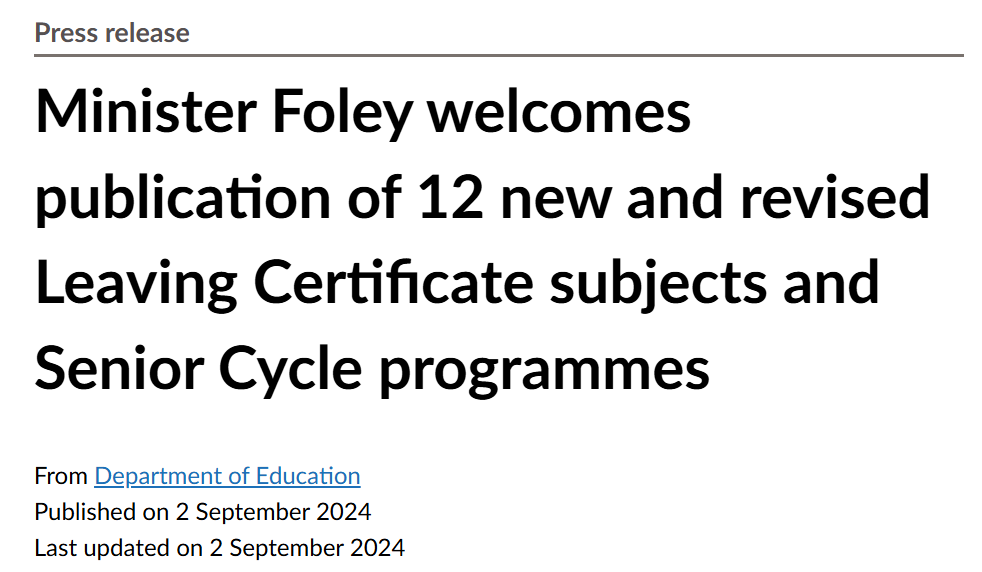 Press release
Minister Foley welcomes
publication of 12 new and revised
Leaving Certificate subjects and
Senior Cycle programmes
From Department of Education
Published on 2 September 2024
Last updated on 2 September 2024